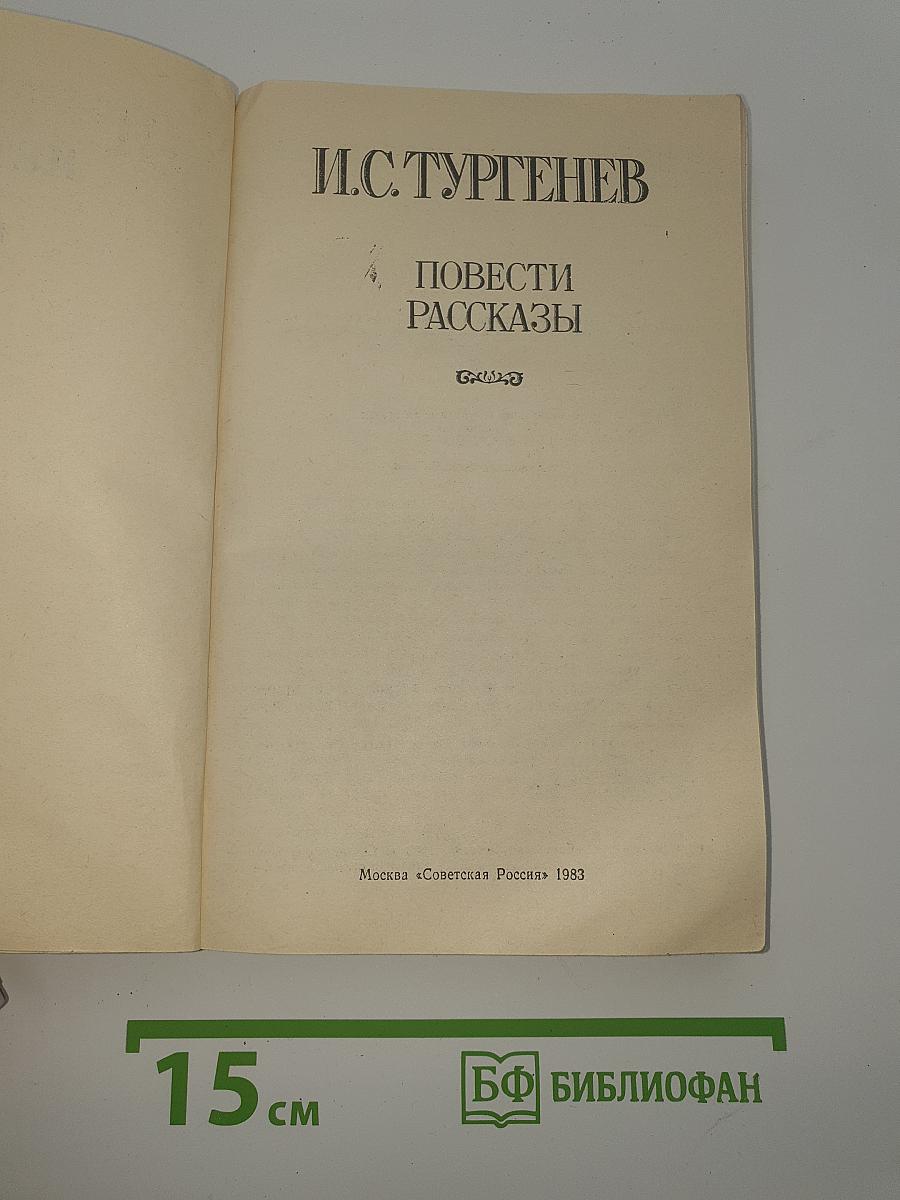 И.С.ТУРГЕНЕВ
ПОВЕСТИ
РАССКАЗЫ
Москва «Советская Россия» 1983
15 см
БФ БИБЛИОФАН